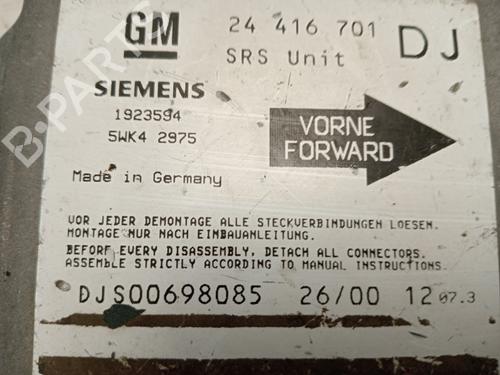 GM
24 416 701 DJ
SRS Unit
SIEMENS
1923594
5WK4 2975
VORNE
FORWARD
Made in Germany
VOR JEDER DEMONTAGE ALLE STECKVERBINDUNGEN LOESEN.
MONTAGE NUR NACH EINBAUANLEITUNG.
BEFORE EVERY DISASSEMBLY, DETACH ALL CONNECTORS.
ASSEMBLE STRICTLY ACCORDING TO MANUAL INSTRUCTIONS.
DJS00698085 26/00 12 07.3
B-PARTS